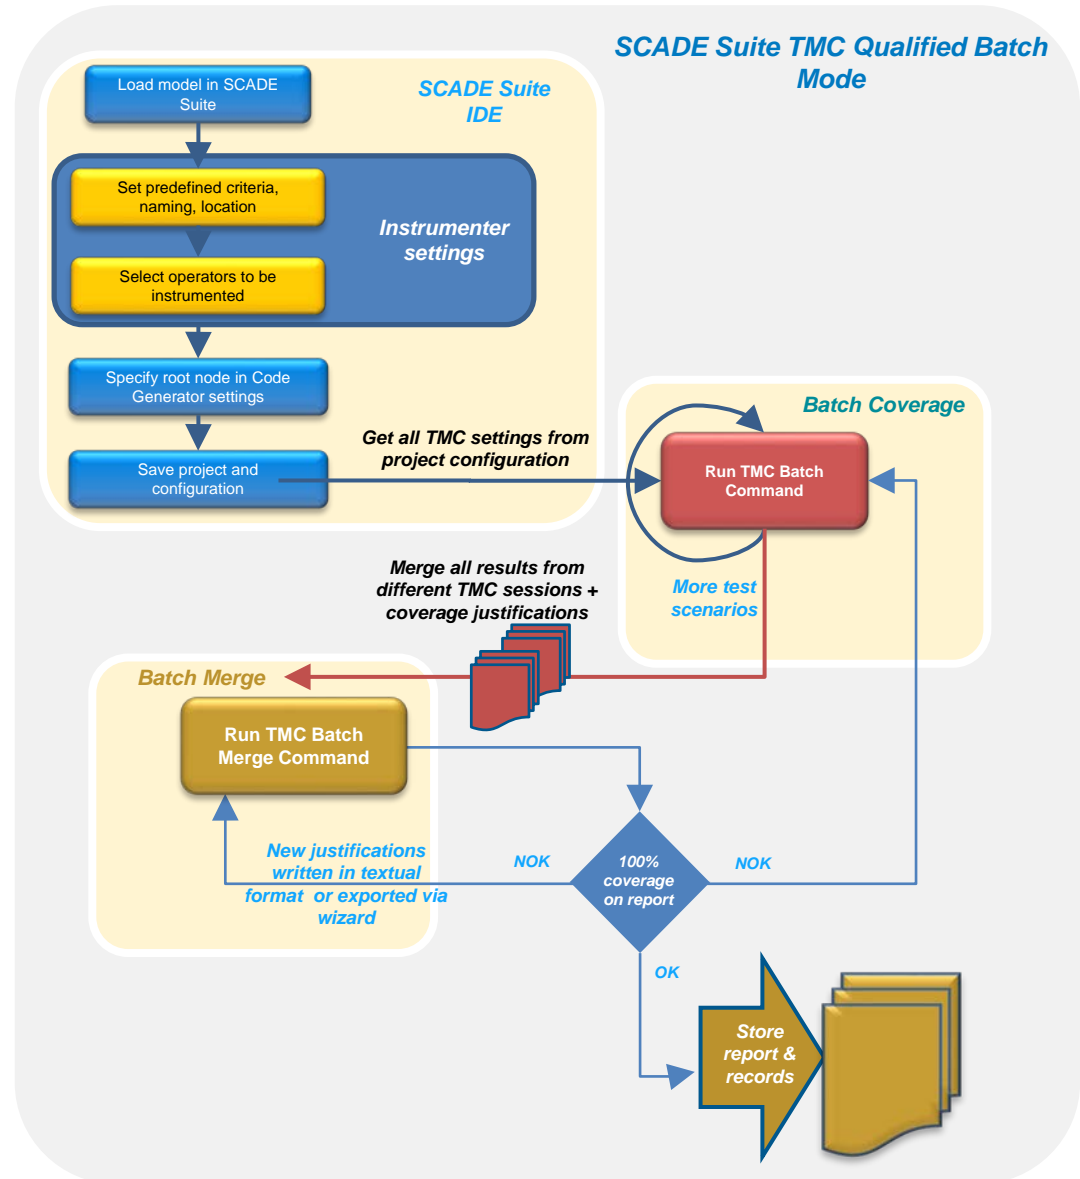 SCADE Suite TMC Qualified Batch
Mode
Load model in SCADE
Suite
SCADE Suite
IDE
Set predefined criteria,
naming, location
Instrumenter
settings
Select operators to be
instrumented
Specify root node in Code
Generator settings
Save project and
configuration
Get all TMC settings from
project configuration
Batch Coverage
Run TMC Batch
Command
More test
scenarios
Merge all results from
different TMC sessions +
coverage justifications
Batch Merge
Run TMC Batch
Merge Command
New justifications
written in textual
format  or exported via
wizard
NOK
100%
coverage
on report
NOK
OK
Store
report &
records